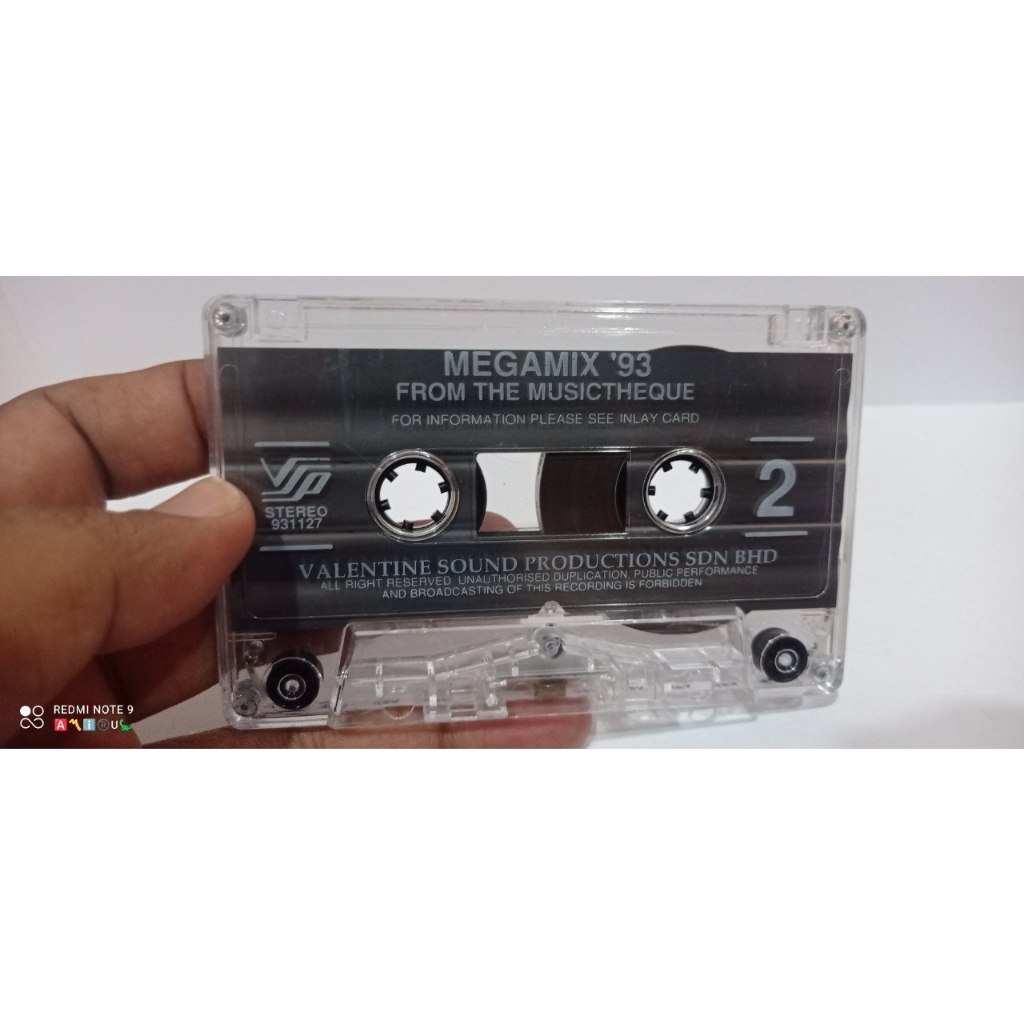 MEGAMIX '93
FROM THE MUSICTHEQUE
FOR INFORMATION PLEASE SEE INLAY CARD
VSP
STEREO
931127
2
VALENTINE SOUND PRODUCTIONS SDN BHD
ALL RIGHT RESERVED. UNAUTHORISED DUPLICATION, PUBLIC PERFORMANCE
AND BROADCASTING OF THIS RECORDING IS FORBIDDEN
REDMI NOTE 9